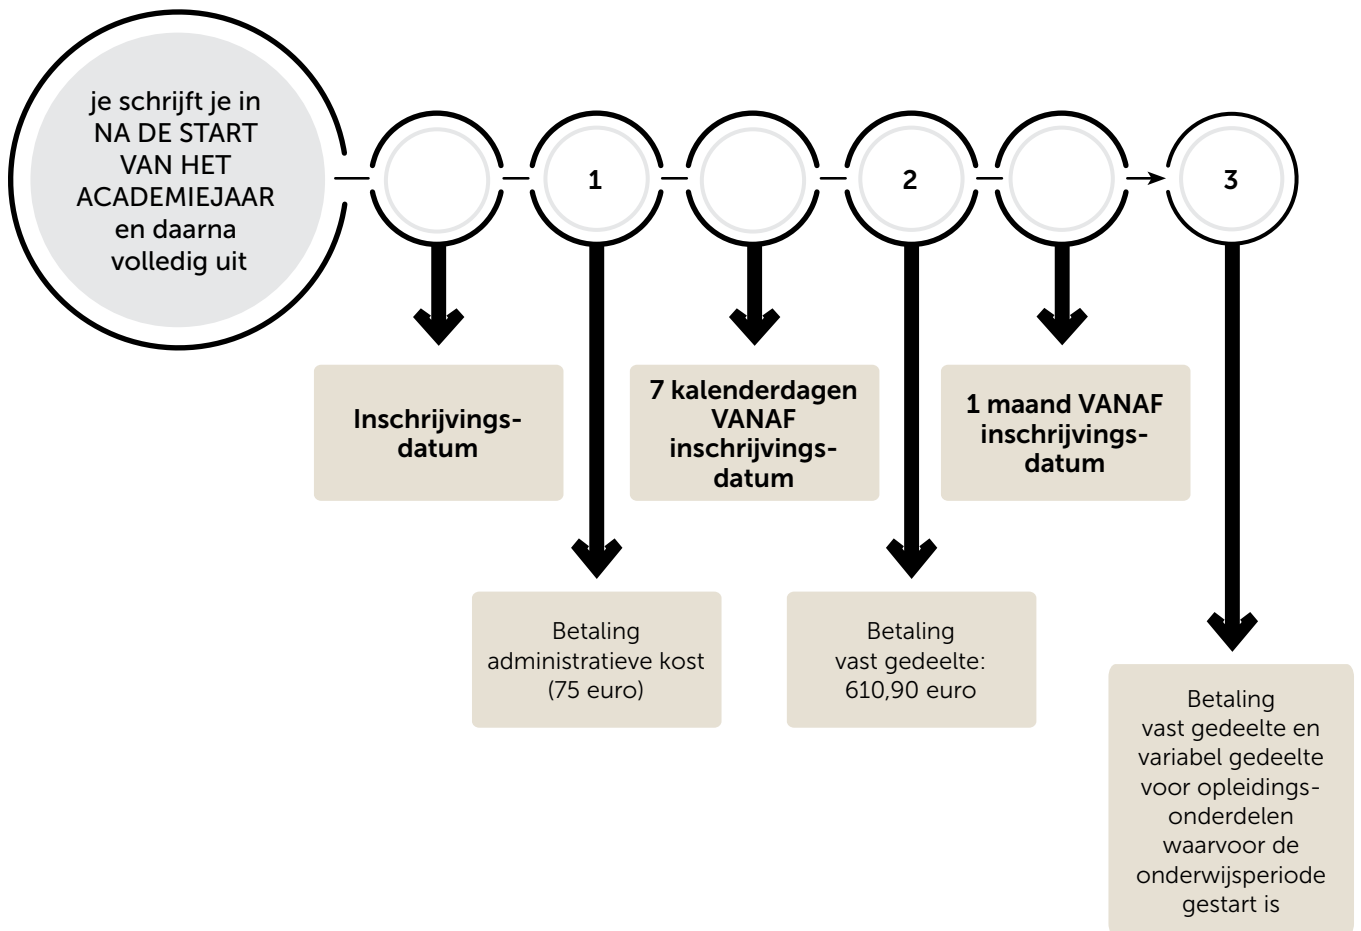 je schrijft je in
NA DE START
VAN HET
ACADEMIEJAAR
en daarna
volledig uit
1
2
3
Inschrijvings-
datum
7 kalenderdagen
VANAF
inschrijvings-
datum
1 maand VANAF
inschrijvings-
datum
Betaling
administratieve kost
(75 euro)
Betaling
vast gedeelte:
610,90 euro
Betaling
vast gedeelte en
variabel gedeelte
voor opleidings-
onderdelen
waarvoor de
onderwijsperiode
gestart is